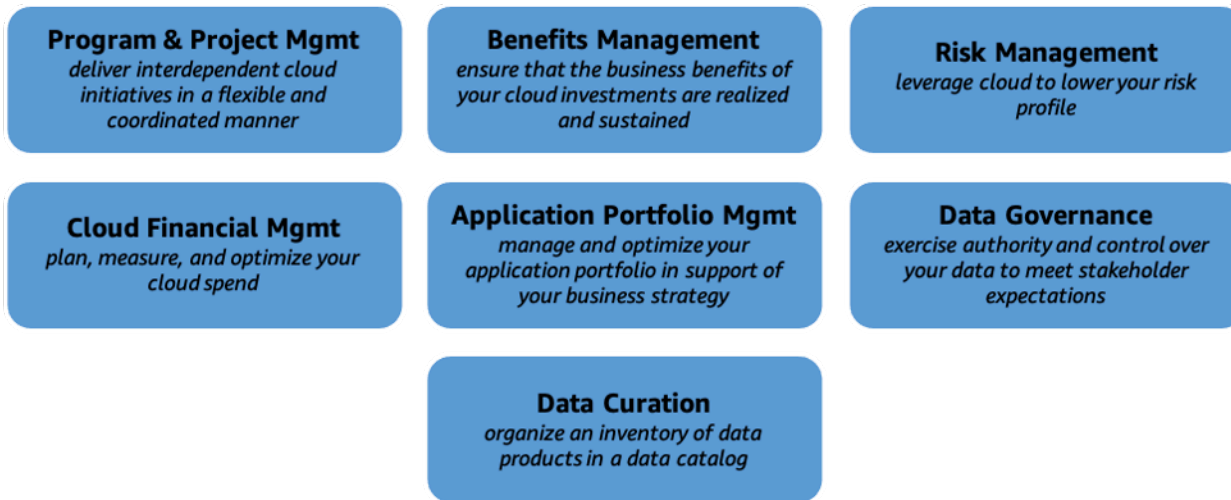 Program & Project Mgmt
deliver interdependent cloud
initiatives in a flexible and
coordinated manner
Benefits Management
ensure that the business benefits of
your cloud investments are realized
and sustained
Risk Management
leverage cloud to lower your risk
profile
Cloud Financial Mgmt
plan, measure, and optimize your
cloud spend
Application Portfolio Mgmt
manage and optimize your
application portfolio in support of
your business strategy
Data Governance
exercise authority and control over
your data to meet stakeholder
expectations
Data Curation
organize an inventory of data
products in a data catalog